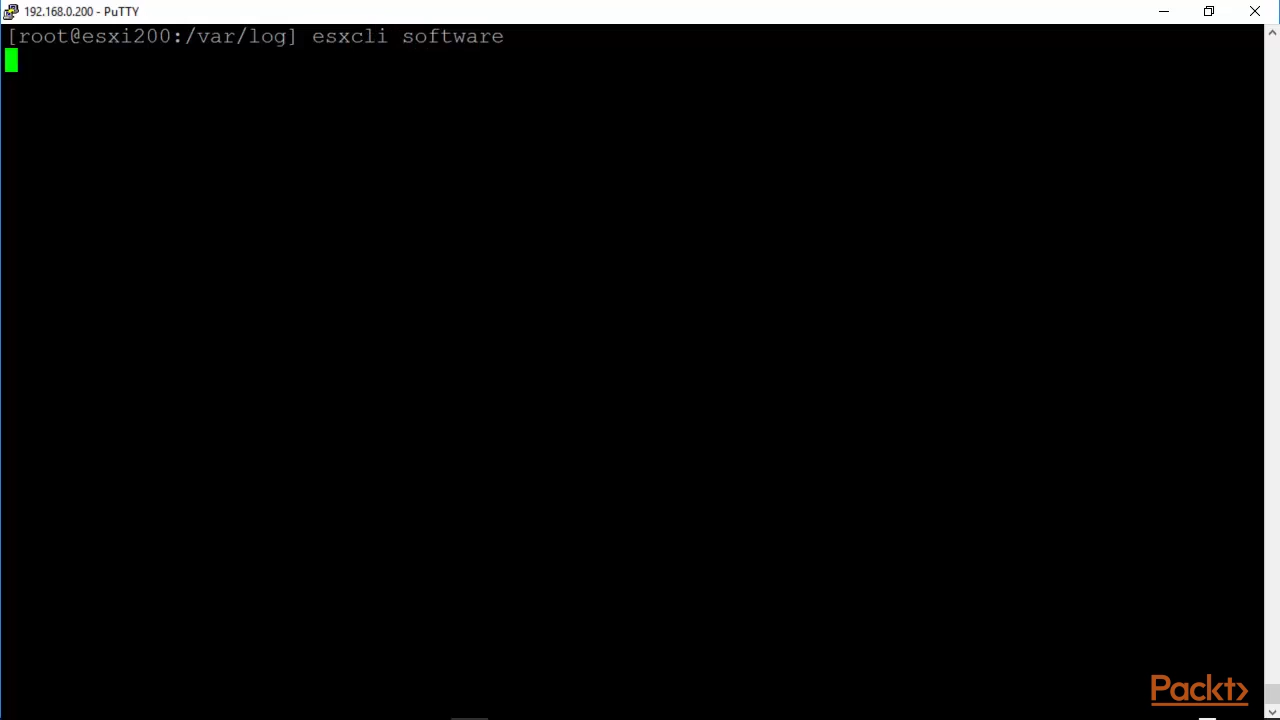 192.168.0.200 - PuTTY
[root@esxi200:/var/log] esxcli software
Packt>